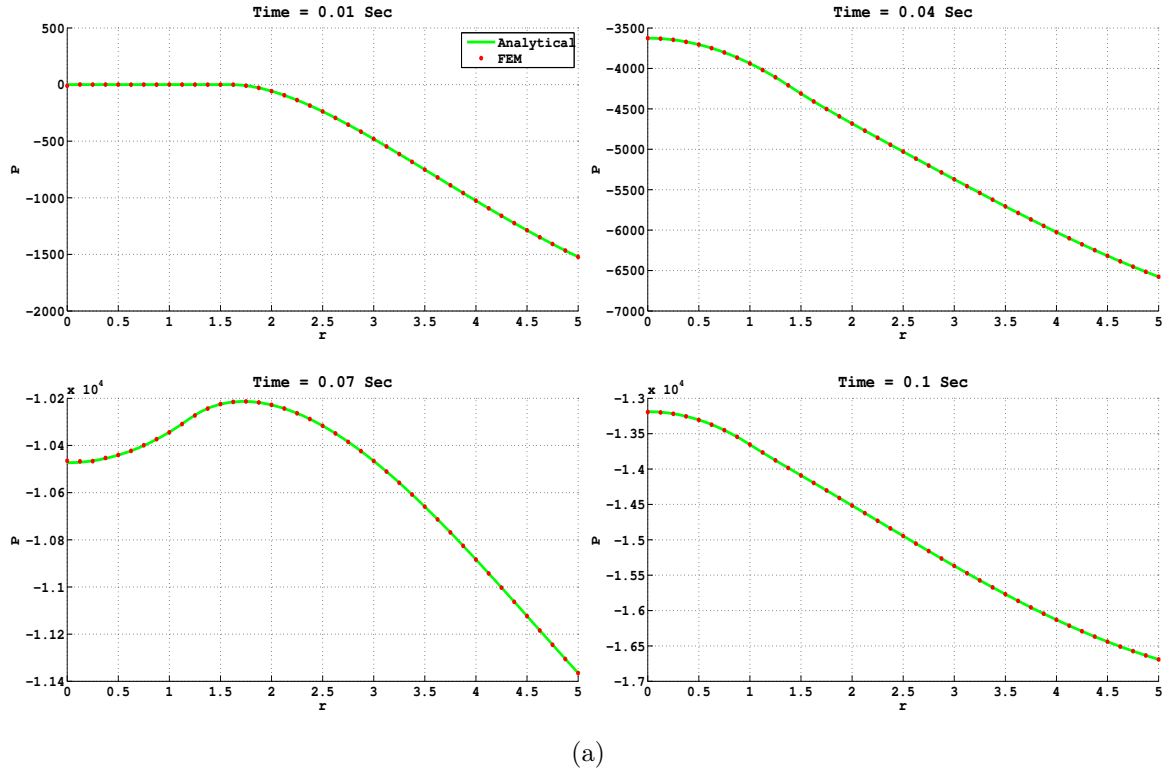 Time = 0.01 Sec
500
0
−500
−1000
−1500
−2000
P
0 0.5 1 1.5 2 2.5 3 3.5 4 4.5 5
r
Analytical
FEM
Time = 0.04 Sec
−3500
−4000
−4500
−5000
−5500
−6000
−6500
−7000
P
0 0.5 1 1.5 2 2.5 3 3.5 4 4.5 5
r
Time = 0.07 Sec
x 10⁴
−1.02
−1.04
−1.06
−1.08
−1.1
−1.12
−1.14
P
0 0.5 1 1.5 2 2.5 3 3.5 4 4.5 5
r
Time = 0.1 Sec
x 10⁴
−1.3
−1.35
−1.4
−1.45
−1.5
−1.55
−1.6
−1.65
−1.7
P
0 0.5 1 1.5 2 2.5 3 3.5 4 4.5 5
r
(a)